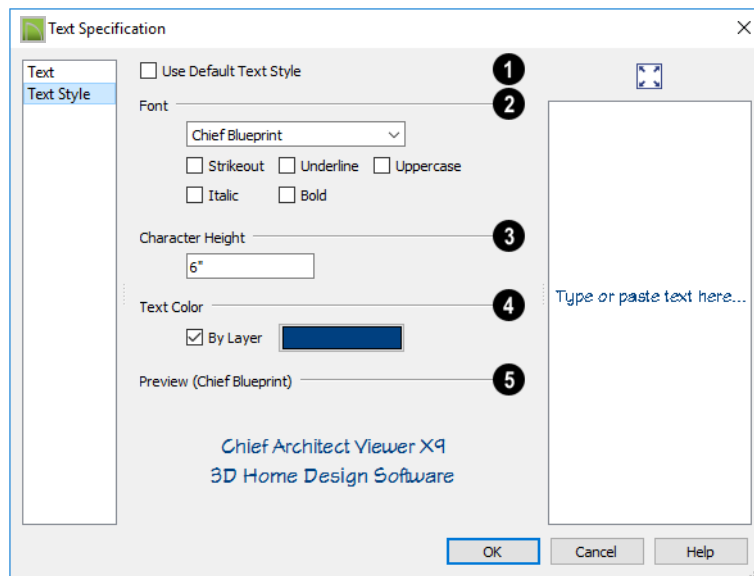 Text Specification
Text
Text Style
Use Default Text Style
1
Font
2
Chief Blueprint
Strikeout Underline Uppercase
Italic Bold
Character Height
3
6"
Text Color
4
By Layer
Preview (Chief Blueprint)
5
Chief Architect Viewer X9
3D Home Design Software
Type or paste text here...
OK Cancel Help